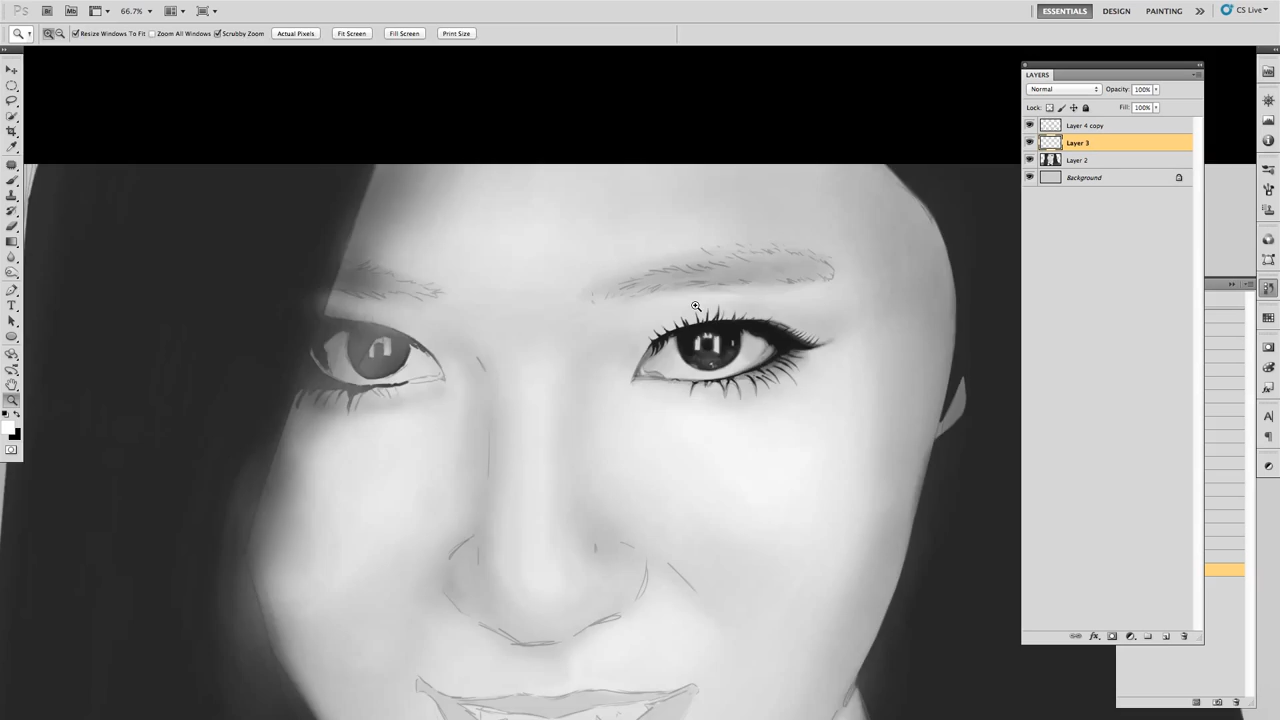 Ps Br Mb 66.7% ESSENTIALS DESIGN PAINTING CS Live
Resize Windows To Fit Zoom All Windows Scrubby Zoom Actual Pixels Fit Screen Fill Screen Print Size
LAYERS
Normal Opacity: 100%
Lock: Fill: 100%
Layer 4 copy
Layer 3
Layer 2
Background